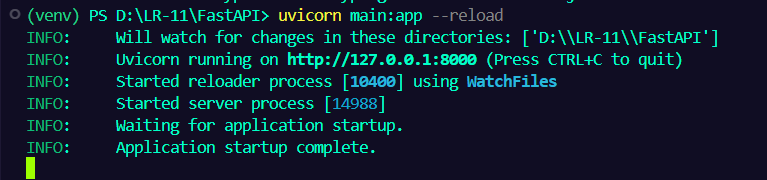 (venv) PS D:\LR-11\FastAPI> uvicorn main:app --reload
INFO:     Will watch for changes in these directories: ['D:\\LR-11\\FastAPI']
INFO:     Uvicorn running on http://127.0.0.1:8000 (Press CTRL+C to quit)
INFO:     Started reloader process [10400] using WatchFiles
INFO:     Started server process [14988]
INFO:     Waiting for application startup.
INFO:     Application startup complete.